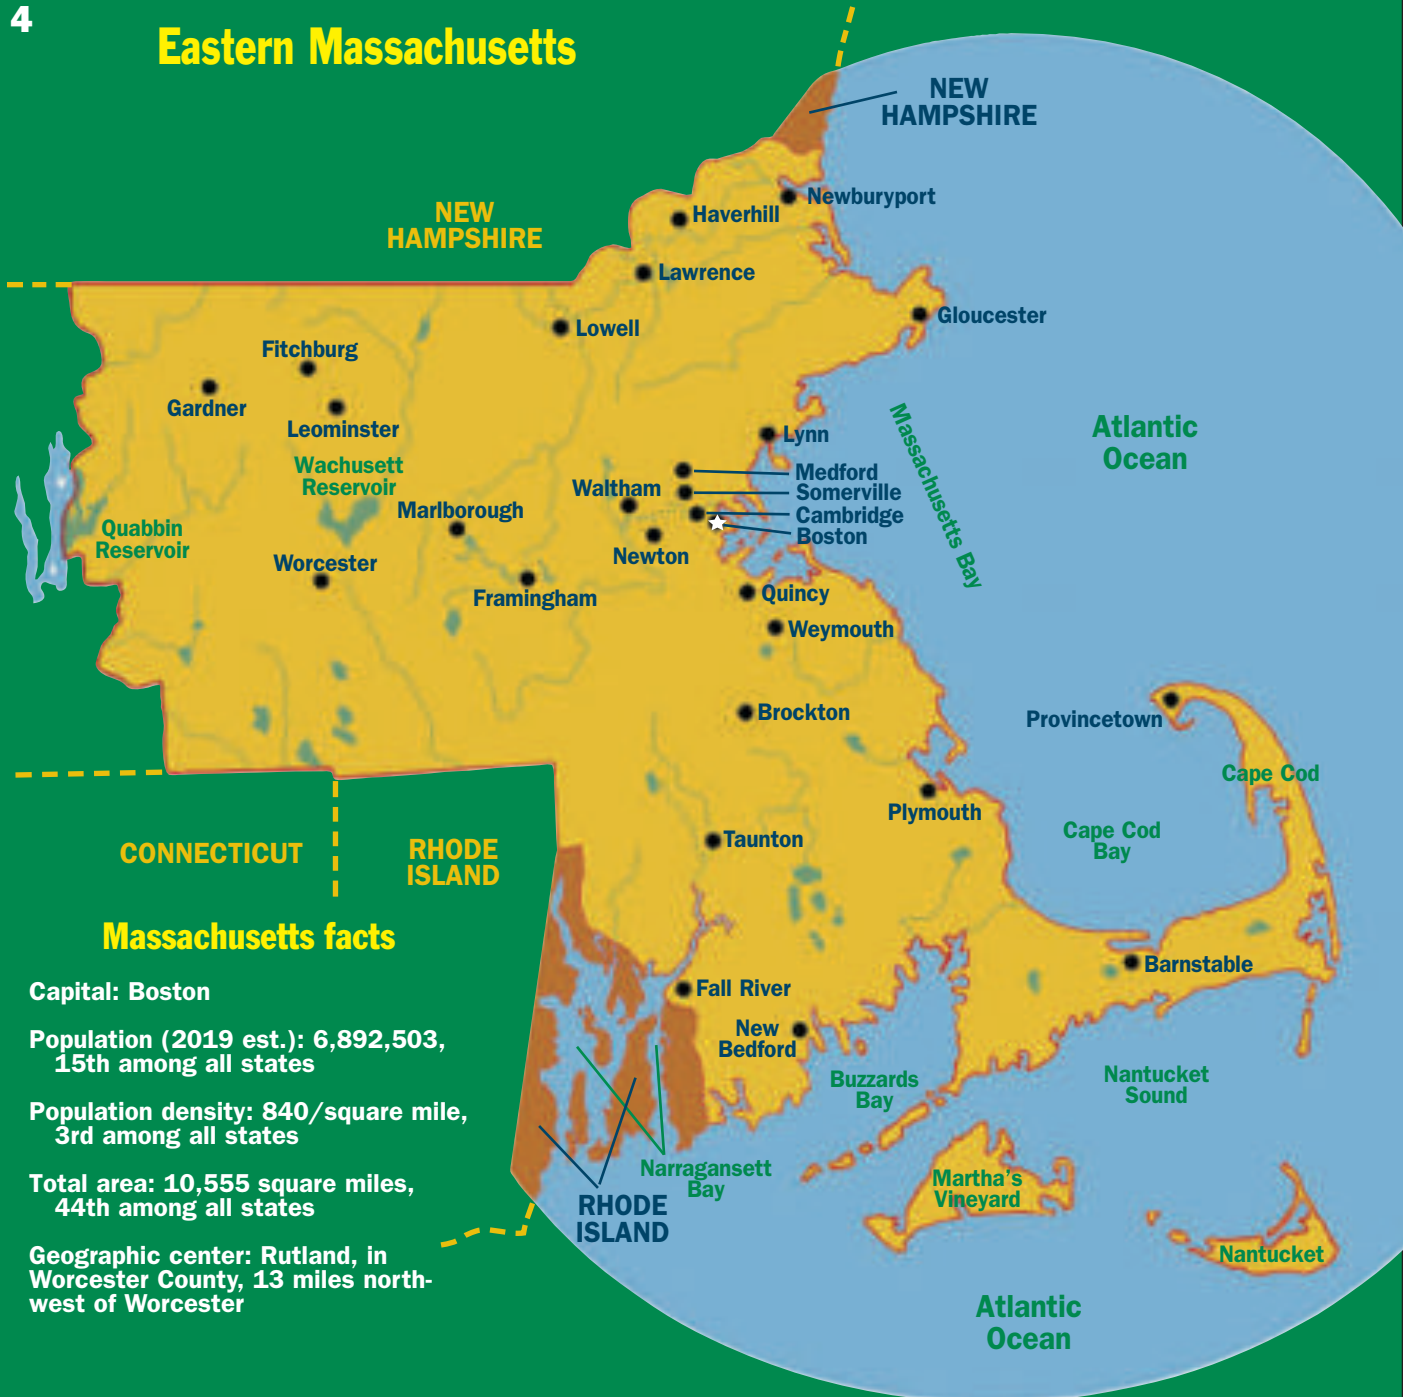 4
Eastern Massachusetts
NEW
HAMPSHIRE
NEW
HAMPSHIRE
Newburyport
Haverhill
Lawrence
Gloucester
Lowell
Fitchburg
Gardner
Leominster
Wachusett
Reservoir
Lynn
Massachusetts Bay
Atlantic
Ocean
Medford
Somerville
Cambridge
Boston
Waltham
Newton
Marlborough
Quabbin
Reservoir
Worcester
Framingham
Quincy
Weymouth
Brockton
Provincetown
Cape Cod
Plymouth
Cape Cod
Bay
Taunton
CONNECTICUT
RHODE
ISLAND
Barnstable
Fall River
New
Bedford
Buzzards
Bay
Nantucket
Sound
Narragansett
Bay
RHODE
ISLAND
Martha's
Vineyard
Nantucket
Atlantic
Ocean
Massachusetts facts
Capital: Boston
Population (2019 est.): 6,892,503,
15th among all states
Population density: 840/square mile,
3rd among all states
Total area: 10,555 square miles,
44th among all states
Geographic center: Rutland, in
Worcester County, 13 miles north-
west of Worcester